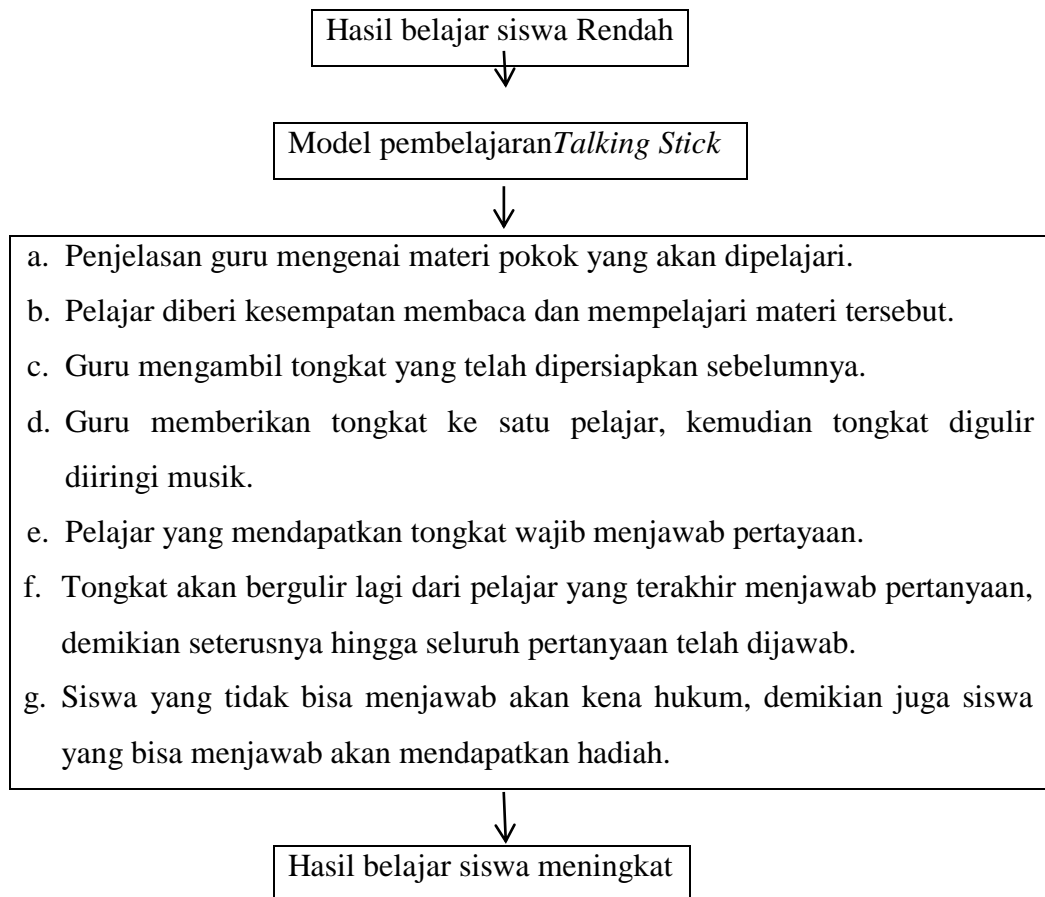 Hasil belajar siswa Rendah
Model pembelajaranTalking Stick
a. Penjelasan guru mengenai materi pokok yang akan dipelajari.
b. Pelajar diberi kesempatan membaca dan mempelajari materi tersebut.
c. Guru mengambil tongkat yang telah dipersiapkan sebelumnya.
d. Guru memberikan tongkat ke satu pelajar, kemudian tongkat digulir
diiringi musik.
e. Pelajar yang mendapatkan tongkat wajib menjawab pertayaan.
f. Tongkat akan bergulir lagi dari pelajar yang terakhir menjawab pertanyaan,
demikian seterusnya hingga seluruh pertanyaan telah dijawab.
g. Siswa yang tidak bisa menjawab akan kena hukum, demikian juga siswa
yang bisa menjawab akan mendapatkan hadiah.
Hasil belajar siswa meningkat